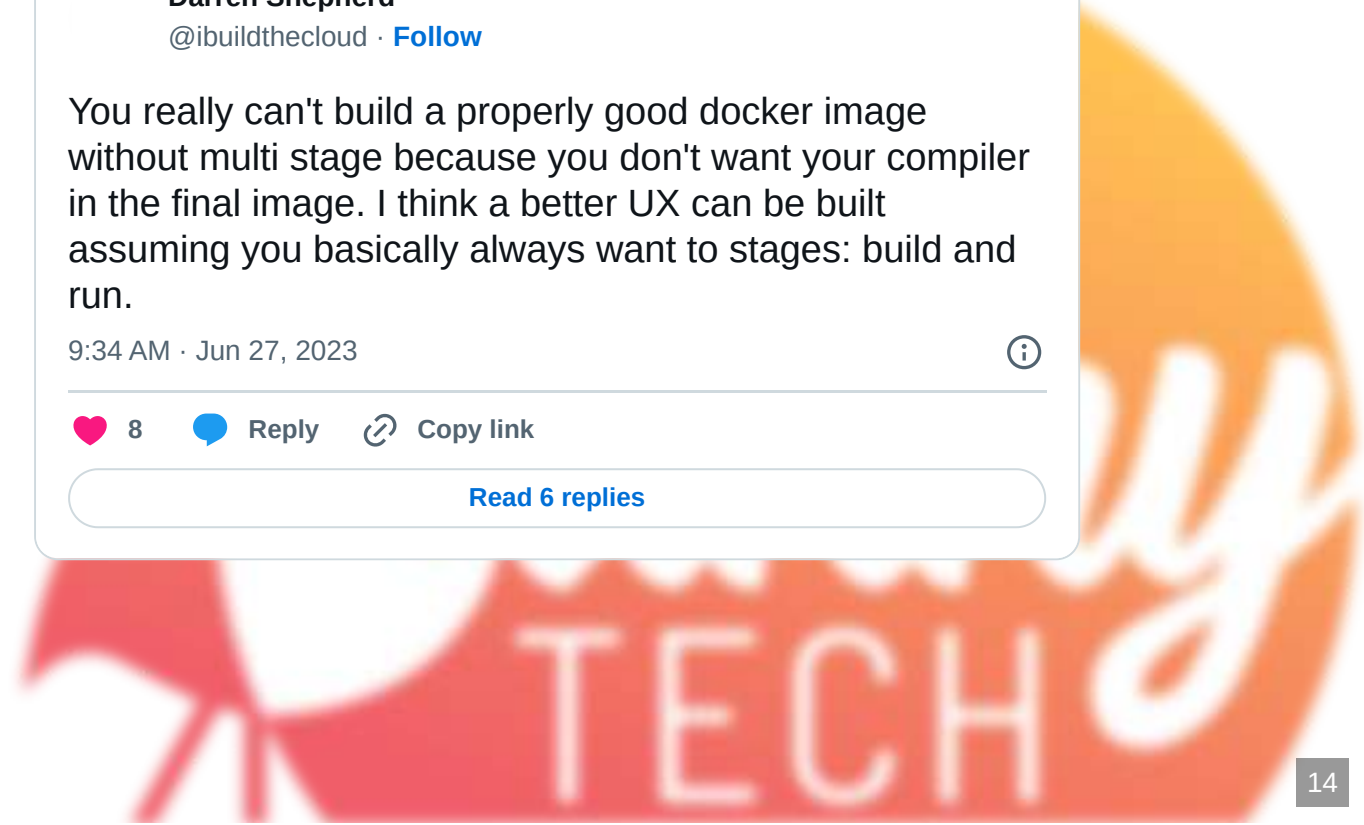 Darren Shepherd
@ibuildthecloud · Follow
You really can't build a properly good docker image
without multi stage because you don't want your compiler
in the final image. I think a better UX can be built
assuming you basically always want to stages: build and
run.
9:34 AM · Jun 27, 2023
8 Reply Copy link
Read 6 replies
TECH
14